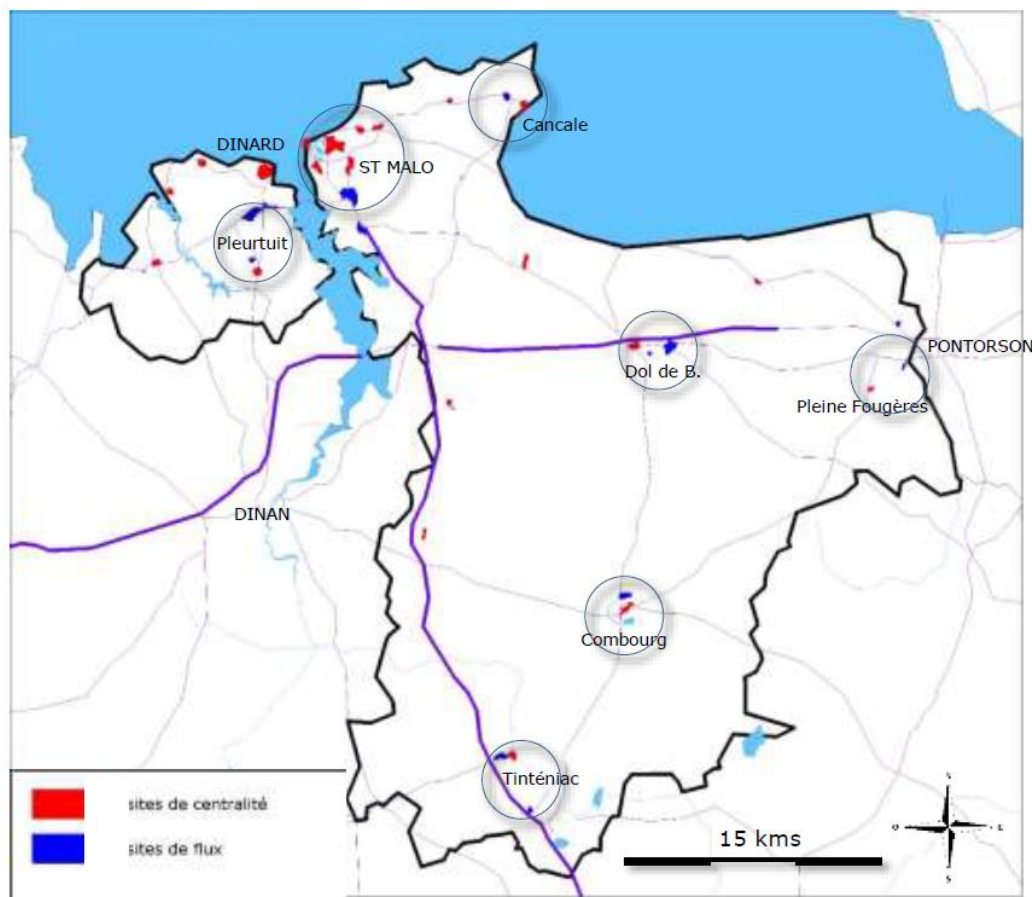 Cancale
DINARD
ST MALO
Pleurtuit
PONTORSON
Dol de B.
Pleine Fougères
DINAN
Combourg
Tinténiac
sites de centralité
sites de flux
15 kms